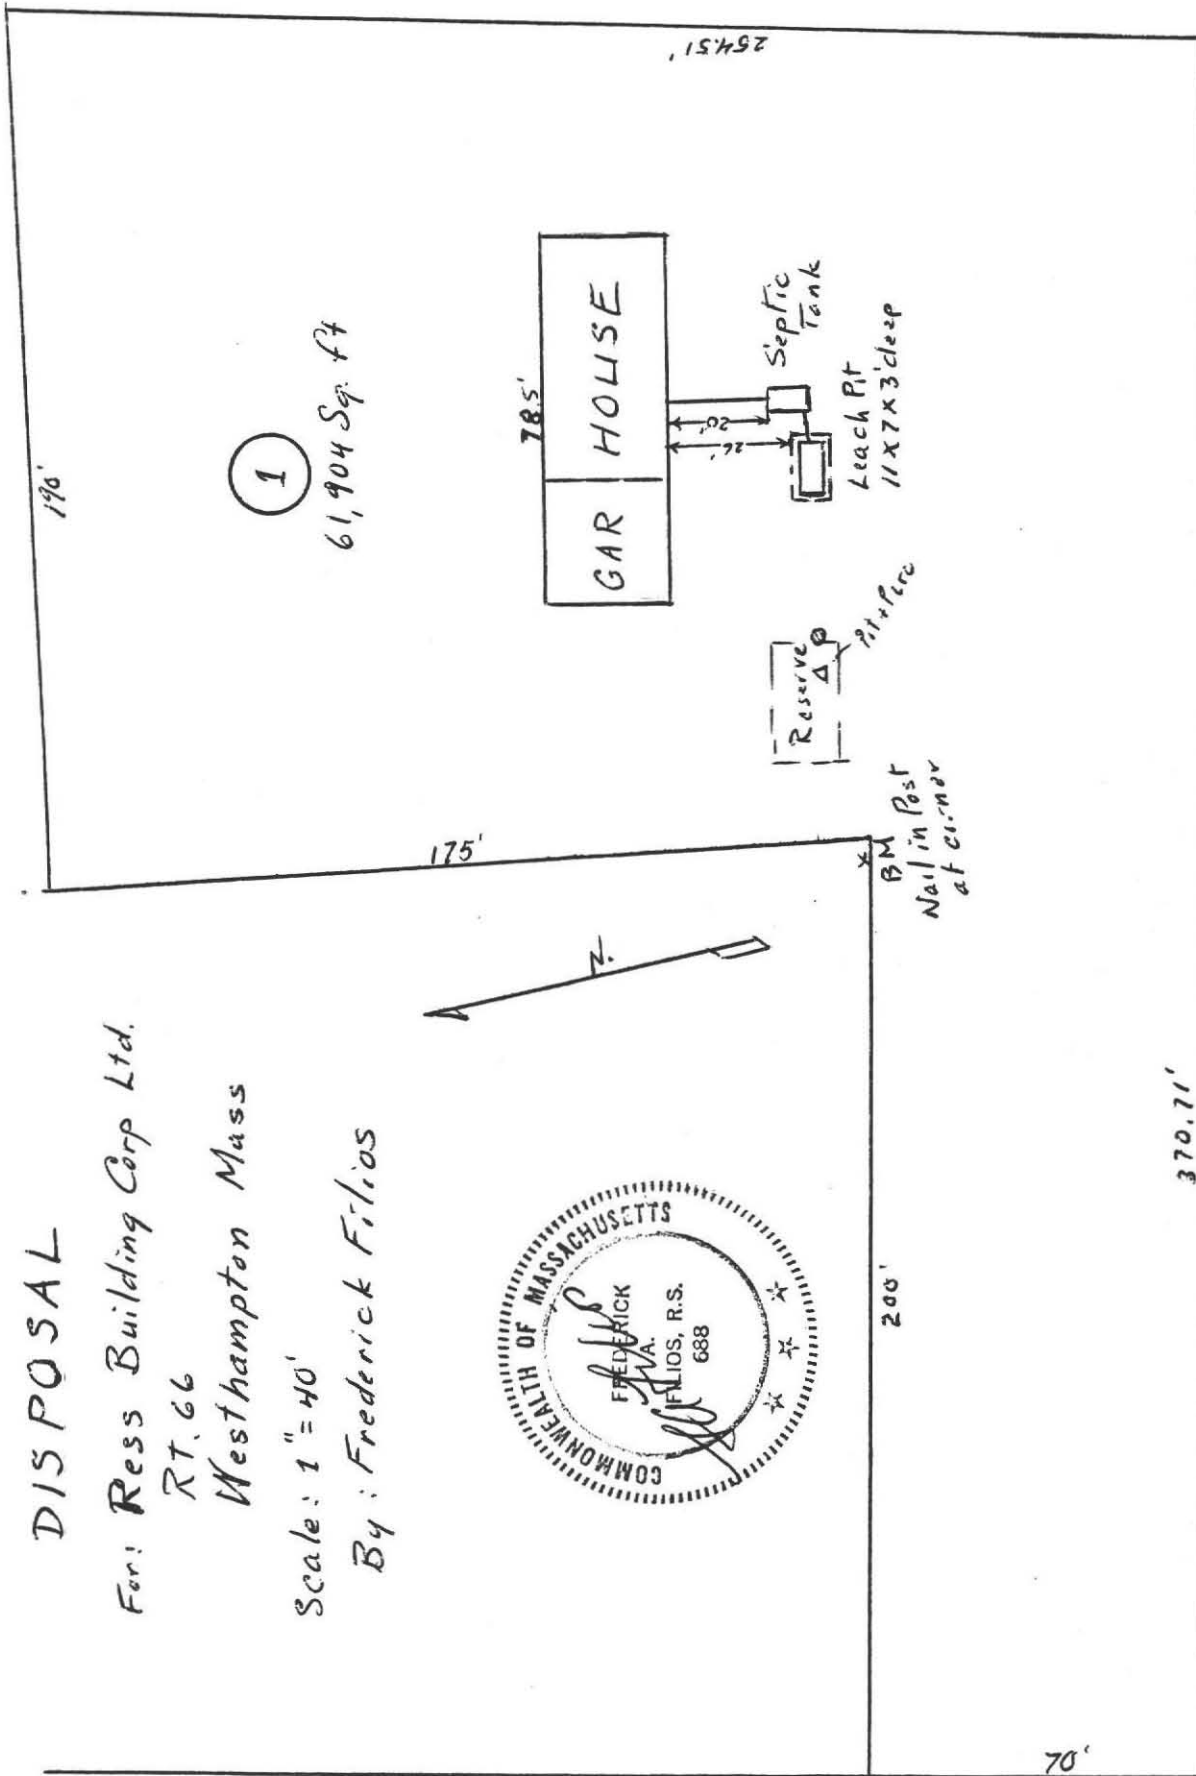 DISPOSAL
For: Ress Building Corp Ltd.
RT. 66
Westhampton Mass
Scale: 1" = 40'
By: Frederick Filios
COMMONWEALTH OF MASSACHUSETTS
FREDERICK
A.
FILIOS, R.S.
688
N.
190'
175'
254.51'
1
61,904 Sq. ft
78.5'
GAR
HOUSE
20'
26'
Septic
Tank
Leach Pit
11 x 7 x 3' deep
Reserve
Pit + Perc
BM
Nail in Post
at corner
200'
70'
370.71'